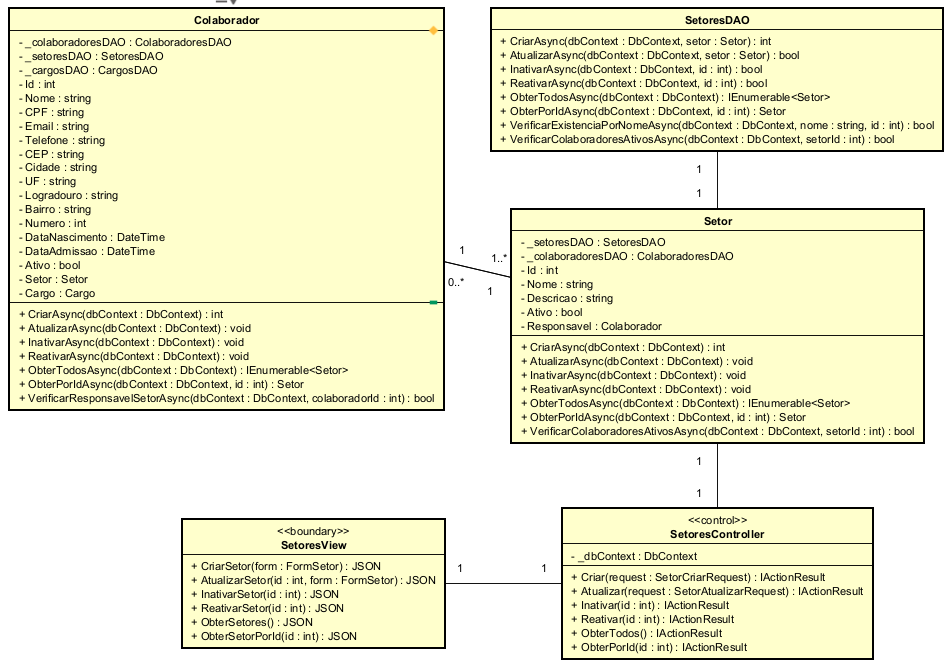 Colaborador
- _colaboradoresDAO : ColaboradoresDAO
- _setoresDAO : SetoresDAO
- _cargosDAO : CargosDAO
- Id : int
- Nome : string
- CPF : string
- Email : string
- Telefone : string
- CEP : string
- Cidade : string
- UF : string
- Logradouro : string
- Bairro : string
- Numero : int
- DataNascimento : DateTime
- DataAdmissao : DateTime
- Ativo : bool
- Setor : Setor
- Cargo : Cargo
+ CriarAsync(dbContext : DbContext) : int
+ AtualizarAsync(dbContext : DbContext) : void
+ InativarAsync(dbContext : DbContext) : void
+ ReativarAsync(dbContext : DbContext) : void
+ ObterTodosAsync(dbContext : DbContext) : IEnumerable<Setor>
+ ObterPorIdAsync(dbContext : DbContext, id : int) : Setor
+ VerificarResponsavelSetorAsync(dbContext : DbContext, colaboradorId : int) : bool
SetoresDAO
+ CriarAsync(dbContext : DbContext, setor : Setor) : int
+ AtualizarAsync(dbContext : DbContext, setor : Setor) : bool
+ InativarAsync(dbContext : DbContext, id : int) : bool
+ ReativarAsync(dbContext : DbContext, id : int) : bool
+ ObterTodosAsync(dbContext : DbContext) : IEnumerable<Setor>
+ ObterPorIdAsync(dbContext : DbContext, id : int) : Setor
+ VerificarExistenciaPorNomeAsync(dbContext : DbContext, nome : string, id : int) : bool
+ VerificarColaboradoresAtivosAsync(dbContext : DbContext, setorId : int) : bool
1
1
1
1..*
0..*
1
Setor
- _setoresDAO : SetoresDAO
- _colaboradoresDAO : ColaboradoresDAO
- Id : int
- Nome : string
- Descricao : string
- Ativo : bool
- Responsavel : Colaborador
+ CriarAsync(dbContext : DbContext) : int
+ AtualizarAsync(dbContext : DbContext) : void
+ InativarAsync(dbContext : DbContext) : void
+ ReativarAsync(dbContext : DbContext) : void
+ ObterTodosAsync(dbContext : DbContext) : IEnumerable<Setor>
+ ObterPorIdAsync(dbContext : DbContext, id : int) : Setor
+ VerificarColaboradoresAtivosAsync(dbContext : DbContext, setorId : int) : bool
1
1
<<boundary>>
SetoresView
+ CriarSetor(form : FormSetor) : JSON
+ AtualizarSetor(id : int, form : FormSetor) : JSON
+ InativarSetor(id : int) : JSON
+ ReativarSetor(id : int) : JSON
+ ObterSetores() : JSON
+ ObterSetorPorId(id : int) : JSON
1
1
<<control>>
SetoresController
- _dbContext : DbContext
+ Criar(request : SetorCriarRequest) : IActionResult
+ Atualizar(request : SetorAtualizarRequest) : IActionResult
+ Inativar(id : int) : IActionResult
+ Reativar(id : int) : IActionResult
+ ObterTodos() : IActionResult
+ ObterPorId(id : int) : IActionResult